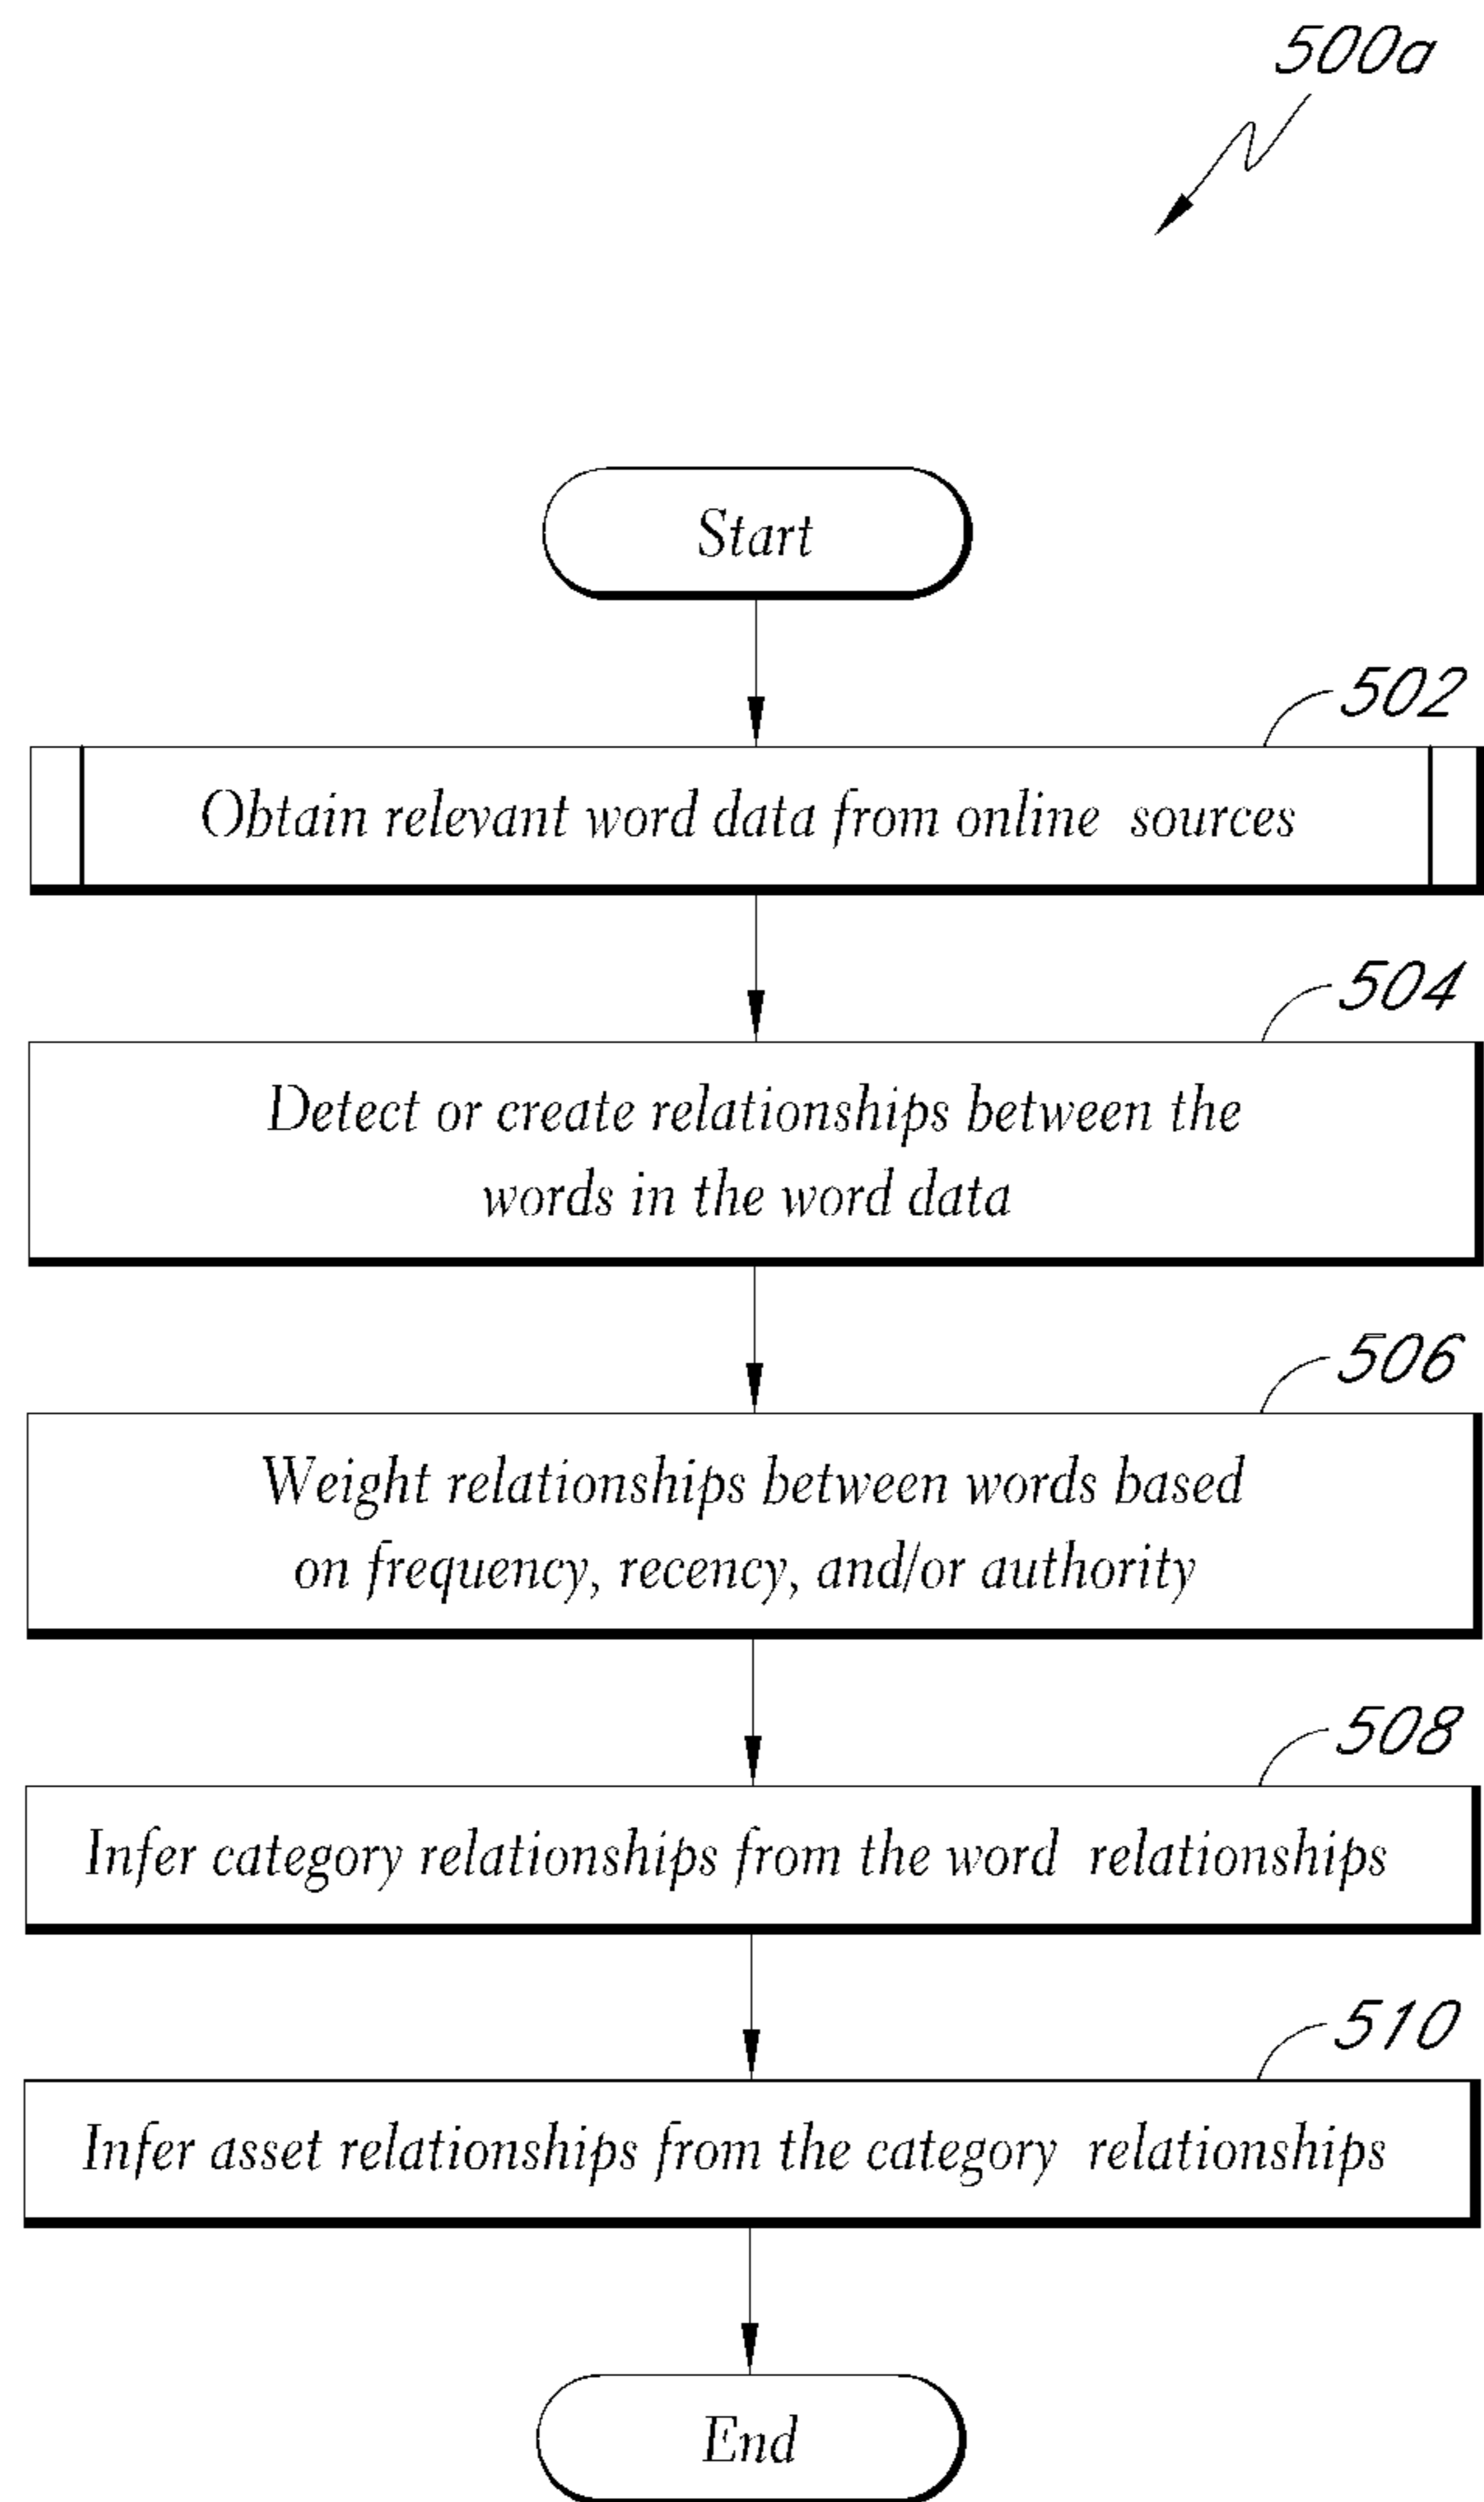 500a
Start
502
Obtain relevant word data from online sources
504
Detect or create relationships between the
words in the word data
506
Weight relationships between words based
on frequency, recency, and/or authority
508
Infer category relationships from the word relationships
510
Infer asset relationships from the category relationships
End